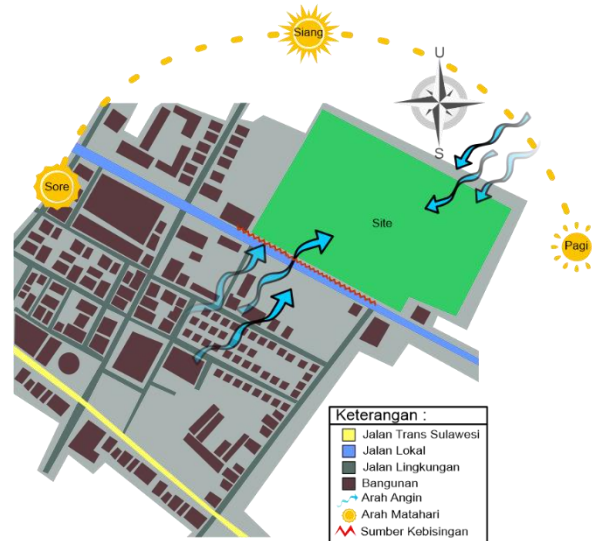 Siang
U
S
Sore
Site
Pagi
Keterangan :
Jalan Trans Sulawesi
Jalan Lokal
Jalan Lingkungan
Bangunan
Arah Angin
Arah Matahari
Sumber Kebisingan